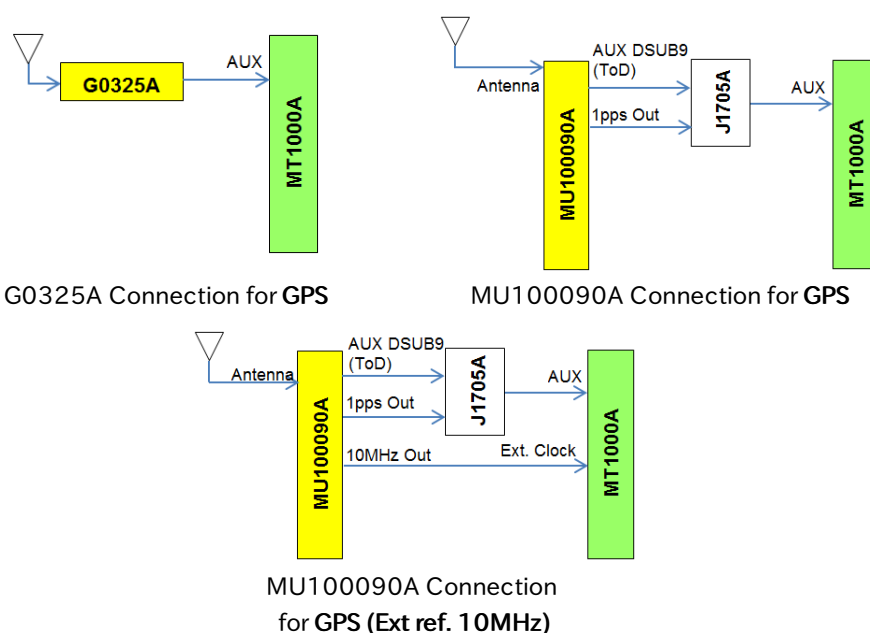 AUX
G0325A
MT1000A
G0325A Connection for GPS
AUX DSUB9
(ToD)
Antenna
1pps Out
MU100090A
J1705A
AUX
MT1000A
MU100090A Connection for GPS
AUX DSUB9
(ToD)
Antenna
1pps Out
10MHz Out
MU100090A
J1705A
AUX
Ext. Clock
MT1000A
MU100090A Connection
for GPS (Ext ref. 10MHz)